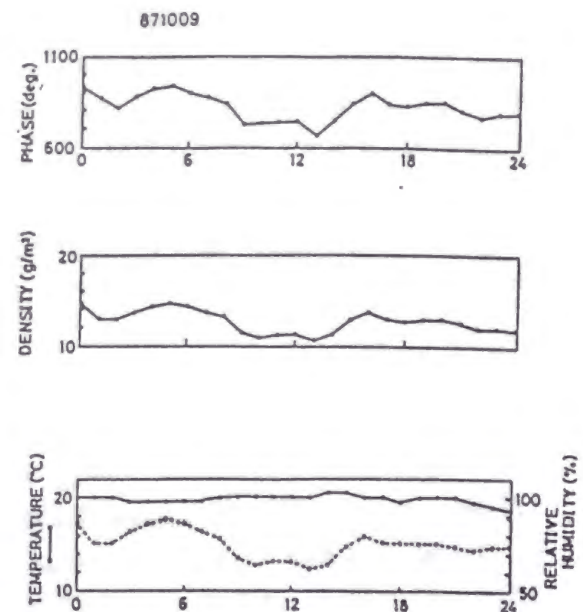 871009
PHASE (deg.)
1100
600
0 6 12 18 24
DENSITY (g/m³)
20
10
TEMPERATURE (°C)
20
10
100
50
RELATIVE
HUMIDITY (%)
0 6 12 18 24